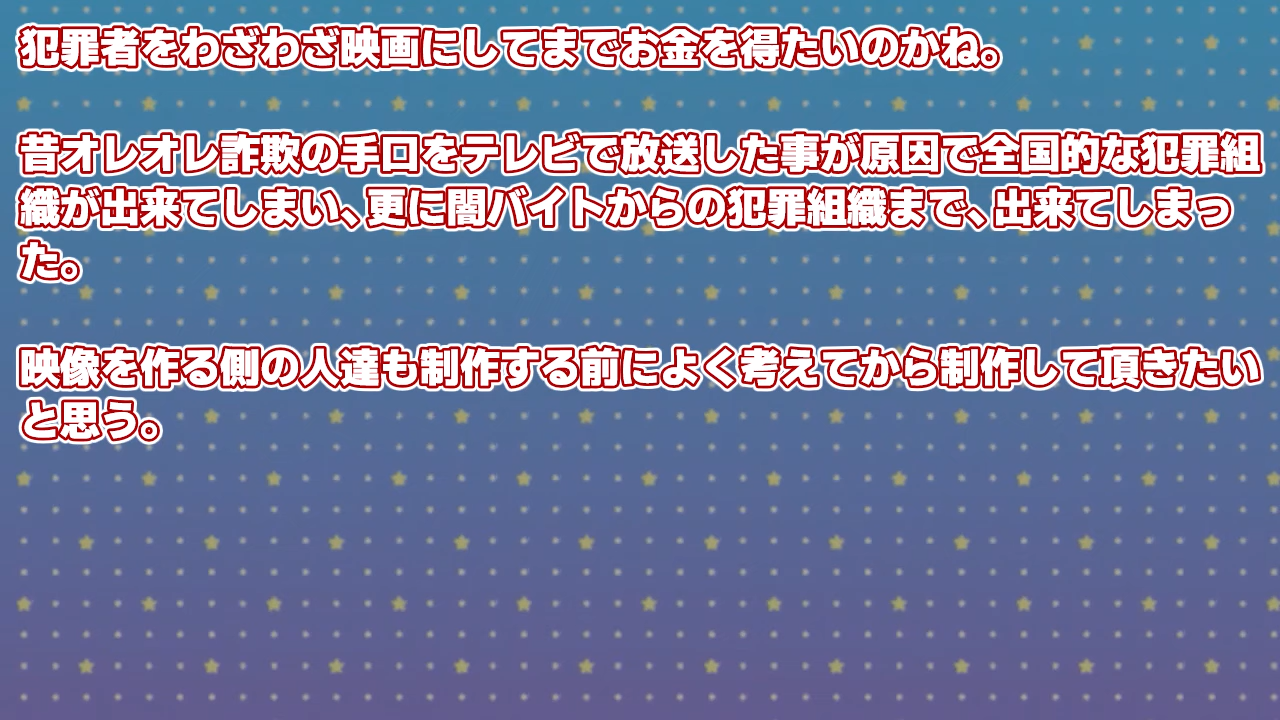 犯罪者をわざわざ映画にしてまでお金を得たいのかね。
昔オレオレ詐欺の手口をテレビで放送した事が原因で全国的な犯罪組
織が出来てしまい、更に闇バイトからの犯罪組織まで、出来てしまっ
た。
映像を作る側の人達も制作する前によく考えてから制作して頂きたい
と思う。